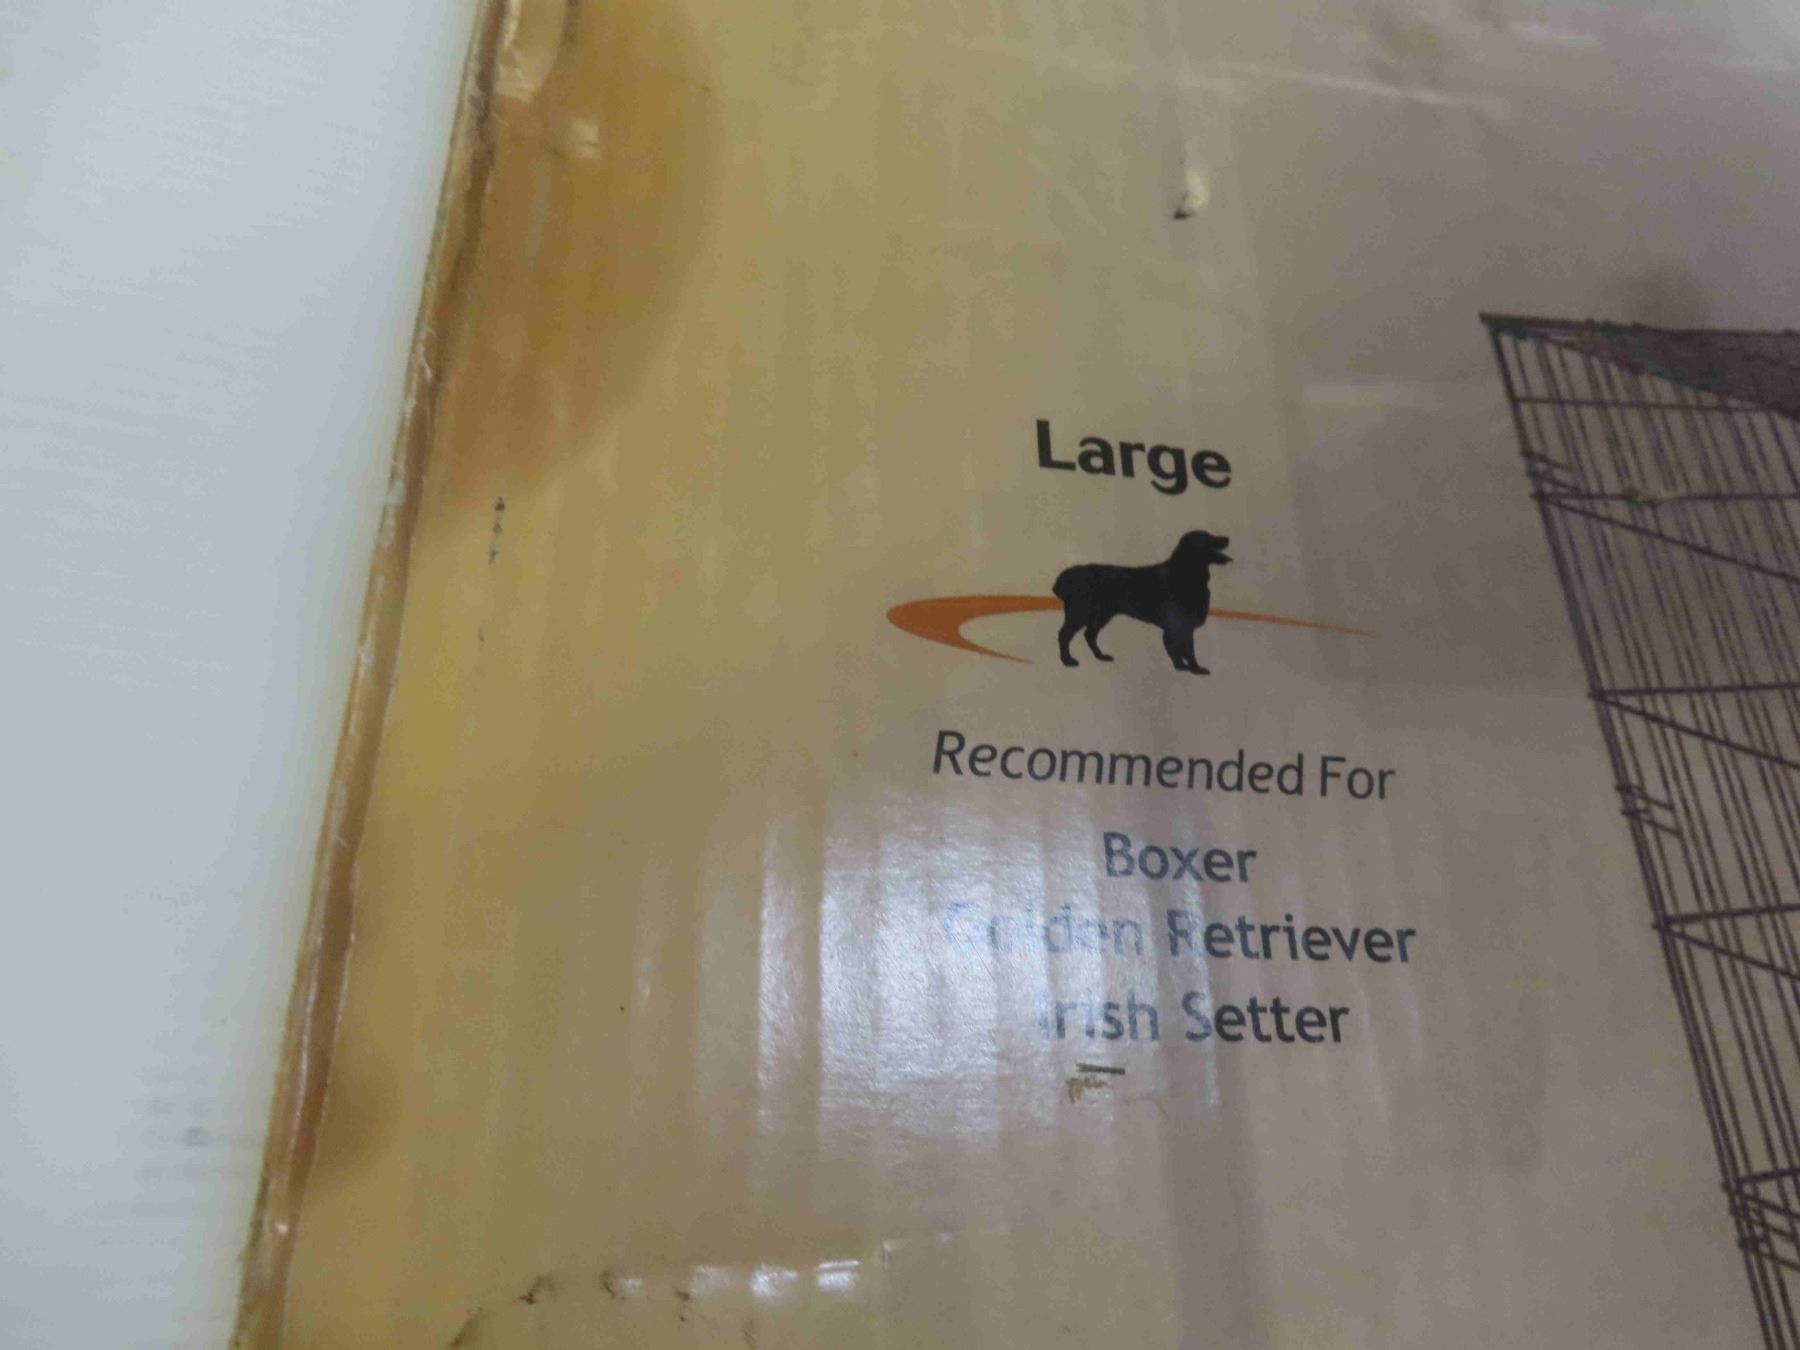 Large
Recommended For
Boxer
Golden Retriever
Irish Setter